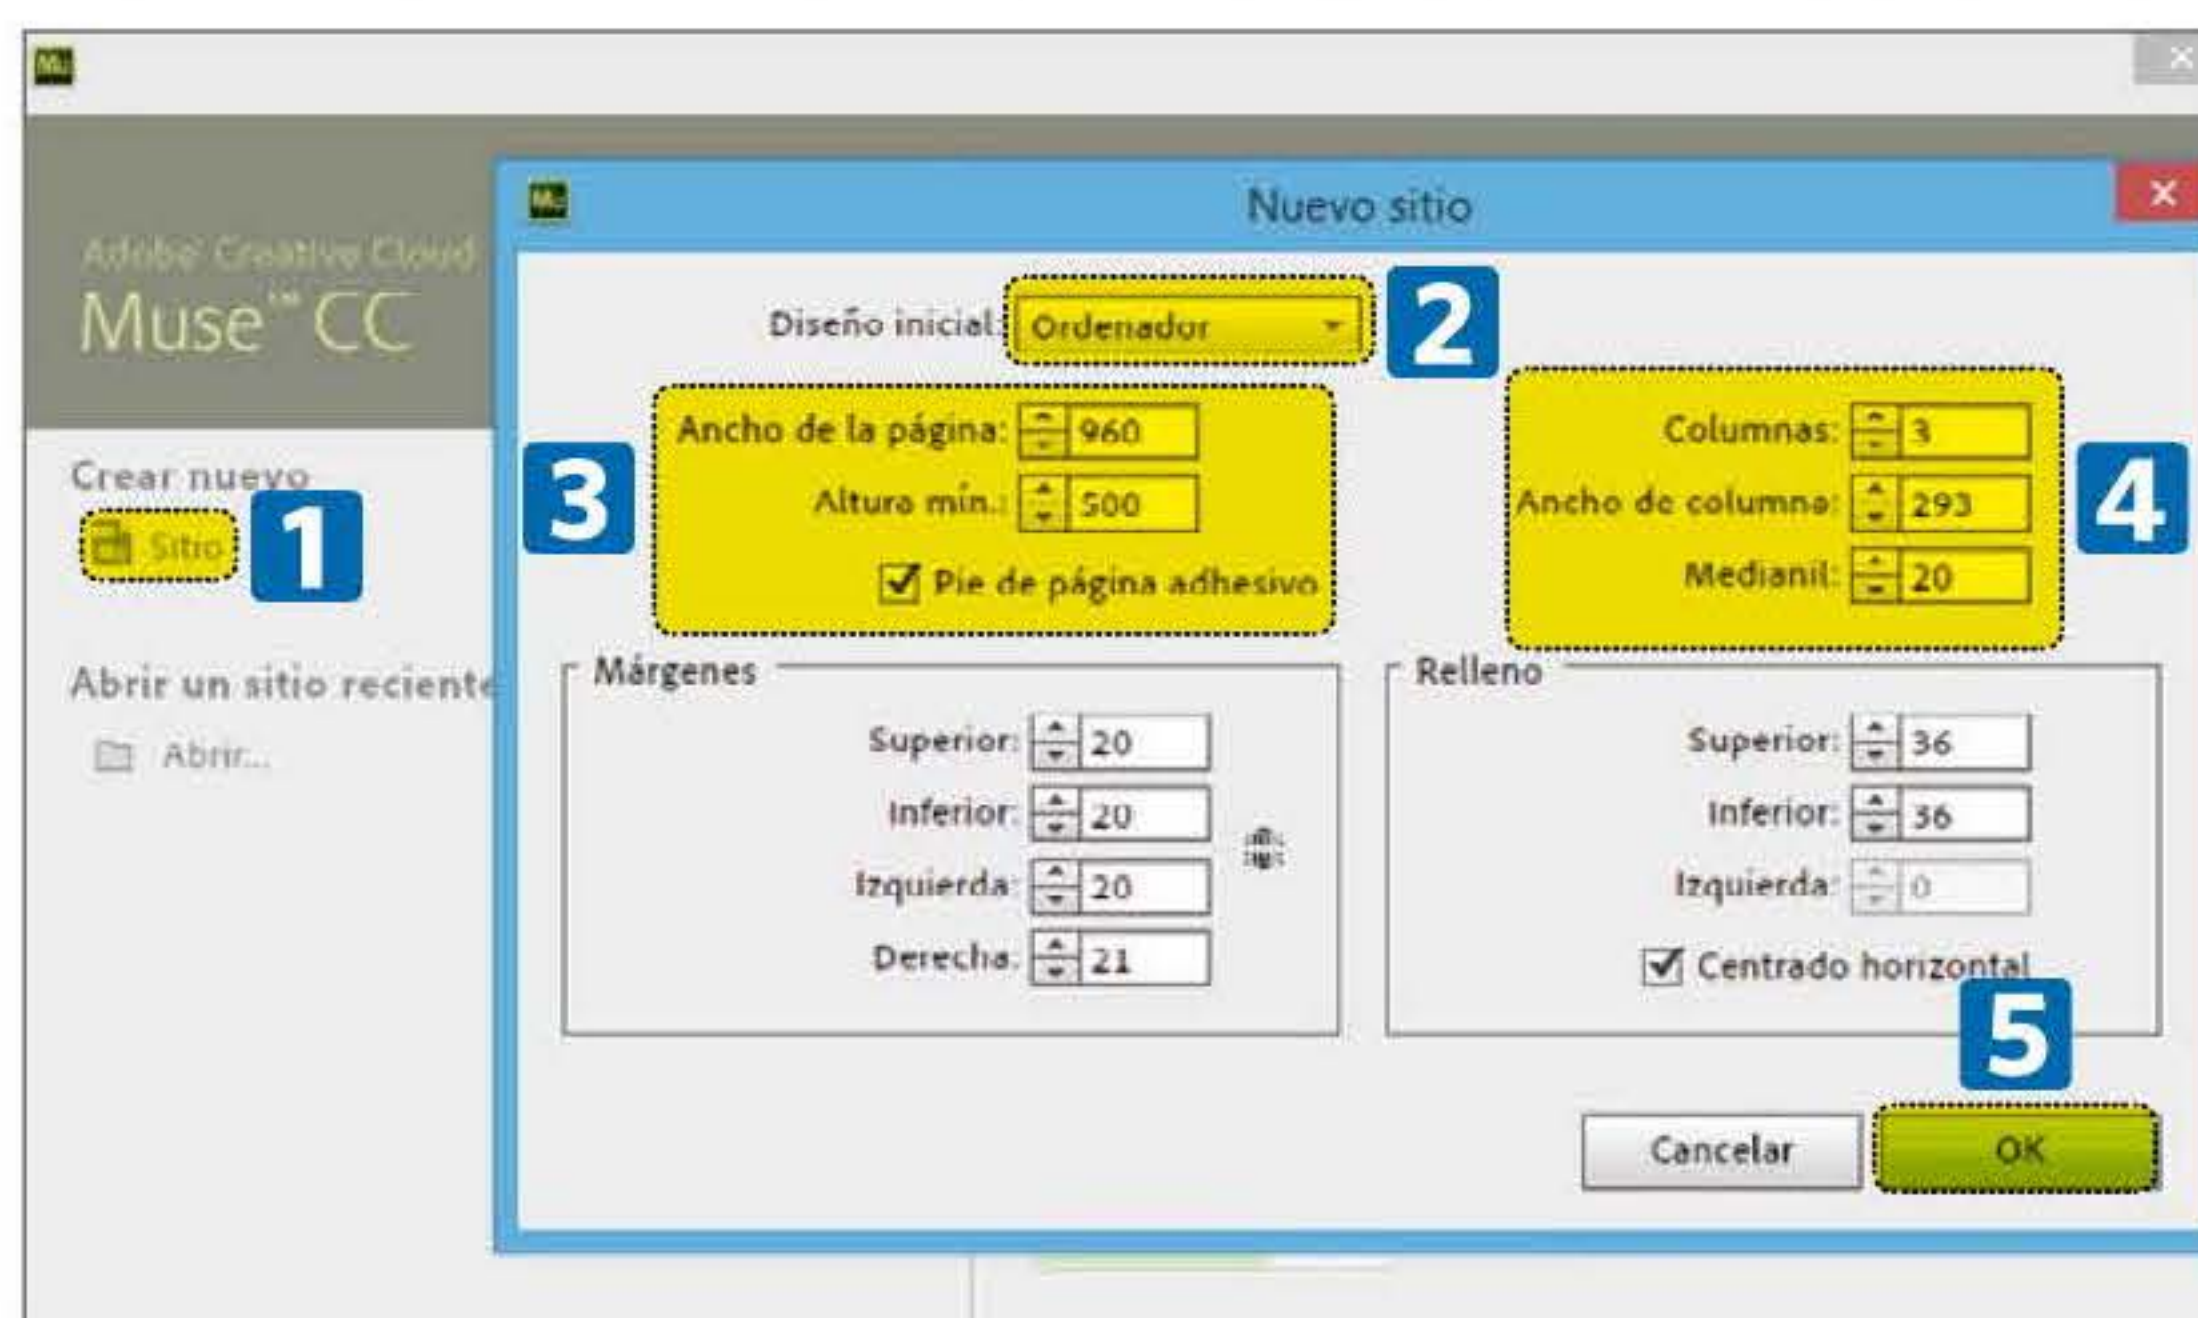 Mu
Adobe Creative Cloud
Muse™ CC
Crear nuevo
Sitio
1
Abrir un sitio reciente
Abrir...
Mu
Nuevo sitio
Diseño inicial: Ordenador
2
3
Ancho de la página: 960
Altura mín.: 500
Pie de página adhesivo
Columnas: 3
Ancho de columna: 293
Medianil: 20
4
Márgenes
Superior: 20
Inferior: 20
Izquierda: 20
Derecha: 21
Relleno
Superior: 36
Inferior: 36
Izquierda: 0
Centrado horizontal
5
Cancelar
OK